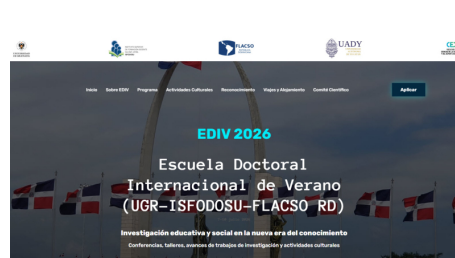 FLACSO
UADY
Inicio Sobre EDIV Programa Actividades Culturales Reconocimiento Viajes y Alojamiento Comité Científico Aplicar
EDIV 2026
Escuela Doctoral
Internacional de Verano
(UGR-ISFODOSU-FLACSO RD)
Investigación educativa y social en la nueva era del conocimiento
Conferencias, talleres, avances de trabajos de investigación y actividades culturales